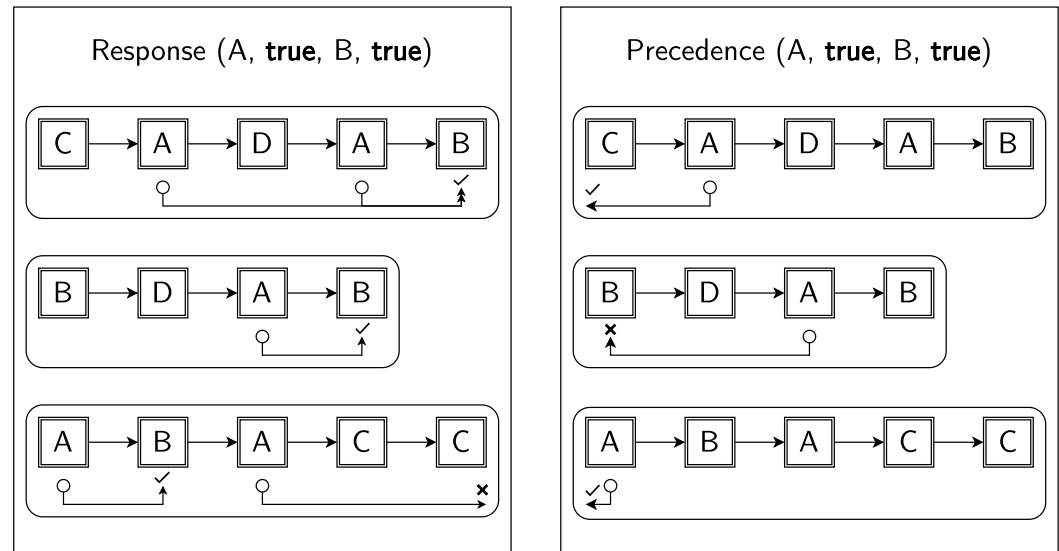 Response (A, true, B, true)
C A D A B
✓
B D A B
✓
A B A C C
✓ ×
Precedence (A, true, B, true)
C A D A B
✓
B D A B
×
A B A C C
✓